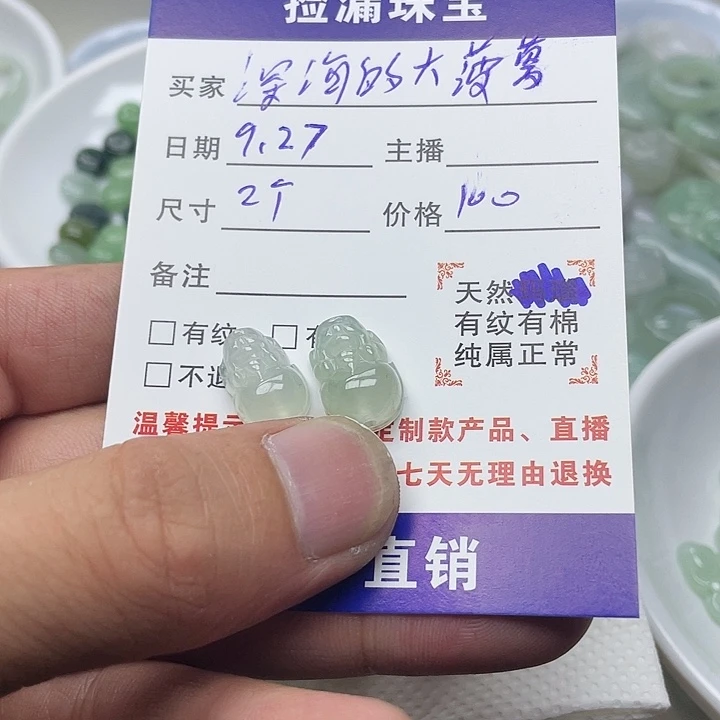 捡漏珠宝
买家 深海的大菠萝
日期 9.27 主播
尺寸 2个 价格 100
备注
天然
有纹有棉
纯属正常
□有纹 □有
□不退
温馨提示 定制款产品、直播
七天无理由退换
直销